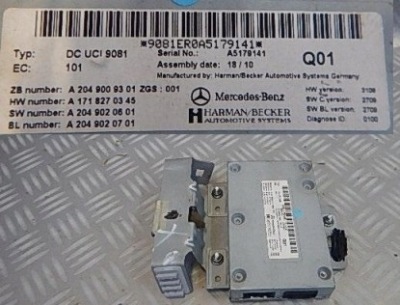 *9081ER0A5179141*
Typ: DC UCI 9081 Serial No.: A5179141
EC: 101 Assembly date: 18 / 10 Q01
Manufactured by: Harman/Becker Automotive Systems Germany
ZB number: A 204 900 93 01 ZGS : 001 HW version: 3108
HW number: A 171 827 03 45 Mercedes-Benz SW C. version: 2709
SW number: A 204 902 06 01 HARMAN/BECKER SW BL version: 2709
BL number: A 204 902 07 01 AUTOMOTIVE SYSTEMS Diagnose ID: 0100